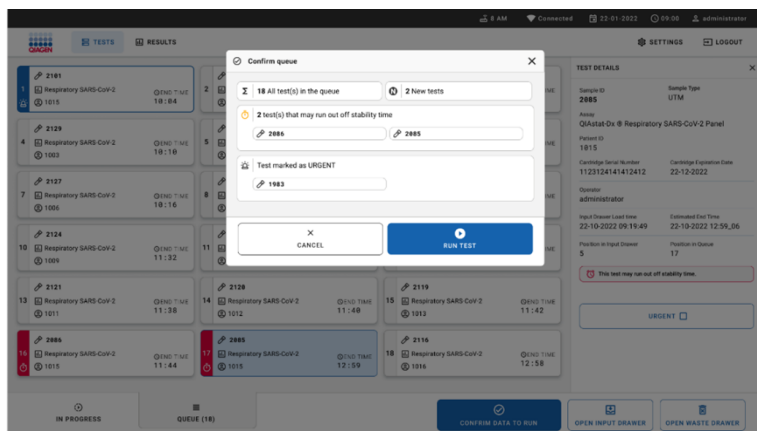 8 AM
Connected
22-01-2022
09:00
administrator
QIAGEN
TESTS
RESULTS
SETTINGS
LOGOUT
Confirm queue
18 All test(s) in the queue
2 New tests
2 test(s) that may run out off stability time
2086
2085
Test marked as URGENT
1983
CANCEL
RUN TEST
1
2101
Respiratory SARS-CoV-2
1015
END TIME
10:04
2
4
2129
Respiratory SARS-CoV-2
1003
END TIME
10:10
5
7
2127
Respiratory SARS-CoV-2
1006
END TIME
10:16
8
10
2124
Respiratory SARS-CoV-2
1009
END TIME
11:32
11
13
2121
Respiratory SARS-CoV-2
1011
END TIME
11:38
14
2120
Respiratory SARS-CoV-2
1012
END TIME
11:40
15
2119
Respiratory SARS-CoV-2
1013
END TIME
11:42
16
2086
Respiratory SARS-CoV-2
1015
END TIME
11:44
17
2085
Respiratory SARS-CoV-2
1015
END TIME
12:59
18
2116
Respiratory SARS-CoV-2
1016
END TIME
12:58
TEST DETAILS
Sample ID
2085
Sample Type
UTM
Assay
QIAstat-Dx ® Respiratory SARS-CoV-2 Panel
Patient ID
1015
Cartridge Serial Number
1123124141412412
Cartridge Expiration Date
22-12-2022
Operator
administrator
Input Drawer Load time
22-10-2022 09:19:49
Estimated End Time
22-10-2022 12:59_06
Position in Input Drawer
5
Position in Queue
17
This test may run out off stability time.
URGENT
IN PROGRESS
QUEUE (18)
CONFRIM DATA TO RUN
OPEN INPUT DRAWER
OPEN WASTE DRAWER